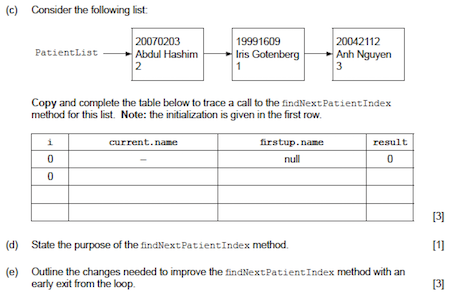 (c) Consider the following list:
20070203 19991609 20042112
PatientList Abdul Hashim Iris Gotenberg Anh Nguyen
2 1 3
Copy and complete the table below to trace a call to the findNextPatientIndex
method for this list. Note: the initialization is given in the first row.
i current.name firstup.name result
0 – null 0
0
[3]
(d) State the purpose of the findNextPatientIndex method. [1]
(e) Outline the changes needed to improve the findNextPatientIndex method with an
early exit from the loop. [3]